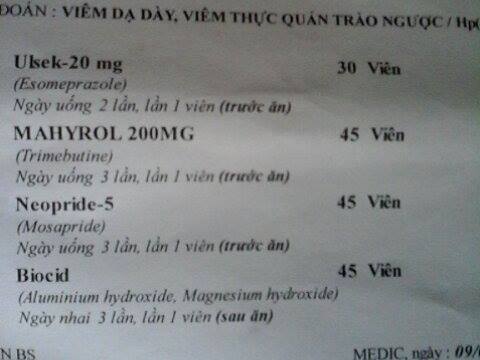 ĐOÁN : VIÊM DẠ DÀY, VIÊM THỰC QUẢN TRÀO NGƯỢC / Hp(
Ulsek-20 mg 30 Viên
(Esomeprazole)
Ngày uống 2 lần, lần 1 viên (trước ăn)
MAHYROL 200MG 45 Viên
(Trimebutine)
Ngày uống 3 lần, lần 1 viên (trước ăn)
Neopride-5 45 Viên
(Mosapride)
Ngày uống 3 lần, lần 1 viên (trước ăn)
Biocid 45 Viên
(Aluminium hydroxide, Magnesium hydroxide)
Ngày nhai 3 lần, lần 1 viên (sau ăn)
N BS MEDIC, ngày : 09/